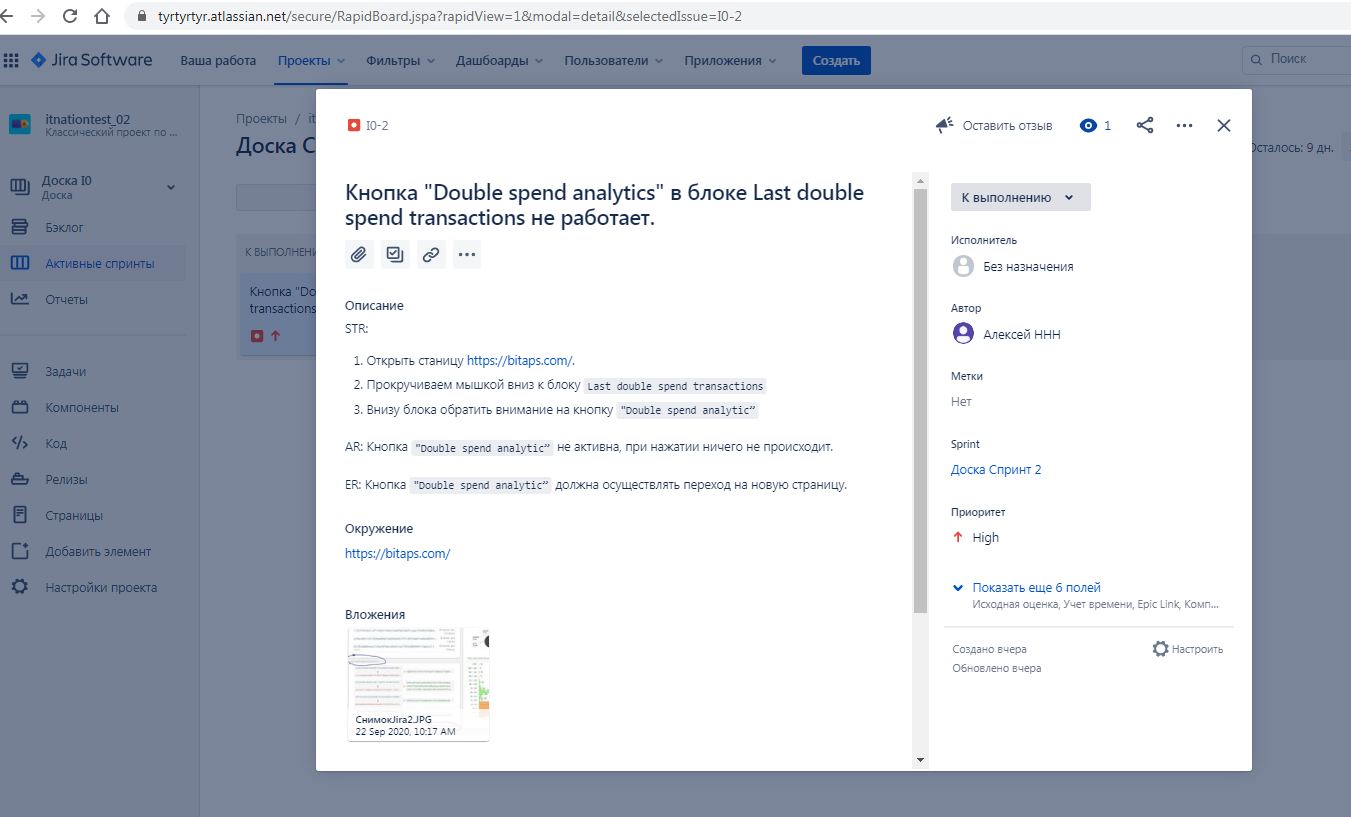 tyrtyrtyr.atlassian.net/secure/RapidBoard.jspa?rapidView=1&modal=detail&selectedIssue=I0-2
Jira Software
Ваша работа
Проекты
Фильтры
Дашбоарды
Пользователи
Приложения
Создать
Поиск
itnationtest_02
Классический проект по ...
Доска I0
Доска
Бэклог
Активные спринты
Отчеты
Задачи
Компоненты
Код
Релизы
Страницы
Добавить элемент
Настройки проекта
Проекты / it
Доска С
Осталось: 9 дн.
К ВЫПОЛНЕНИ
Кнопка "Do
transactions
I0-2
Оставить отзыв
1
Кнопка "Double spend analytics" в блоке Last double
spend transactions не работает.
Описание
STR:
1. Открыть станицу https://bitaps.com/.
2. Прокручиваем мышкой вниз к блоку Last double spend transactions
3. Внизу блока обратить внимание на кнопку "Double spend analytic”
AR: Кнопка "Double spend analytic” не активна, при нажатии ничего не происходит.
ER: Кнопка "Double spend analytic” должна осуществлять переход на новую страницу.
Окружение
https://bitaps.com/
Вложения
СнимокJira2.JPG
22 Sep 2020, 10:17 AM
К выполнению
Исполнитель
Без назначения
Автор
Алексей ННН
Метки
Нет
Sprint
Доска Спринт 2
Приоритет
High
Показать еще 6 полей
Исходная оценка, Учет времени, Epic Link, Комп...
Создано вчера
Настроить
Обновлено вчера